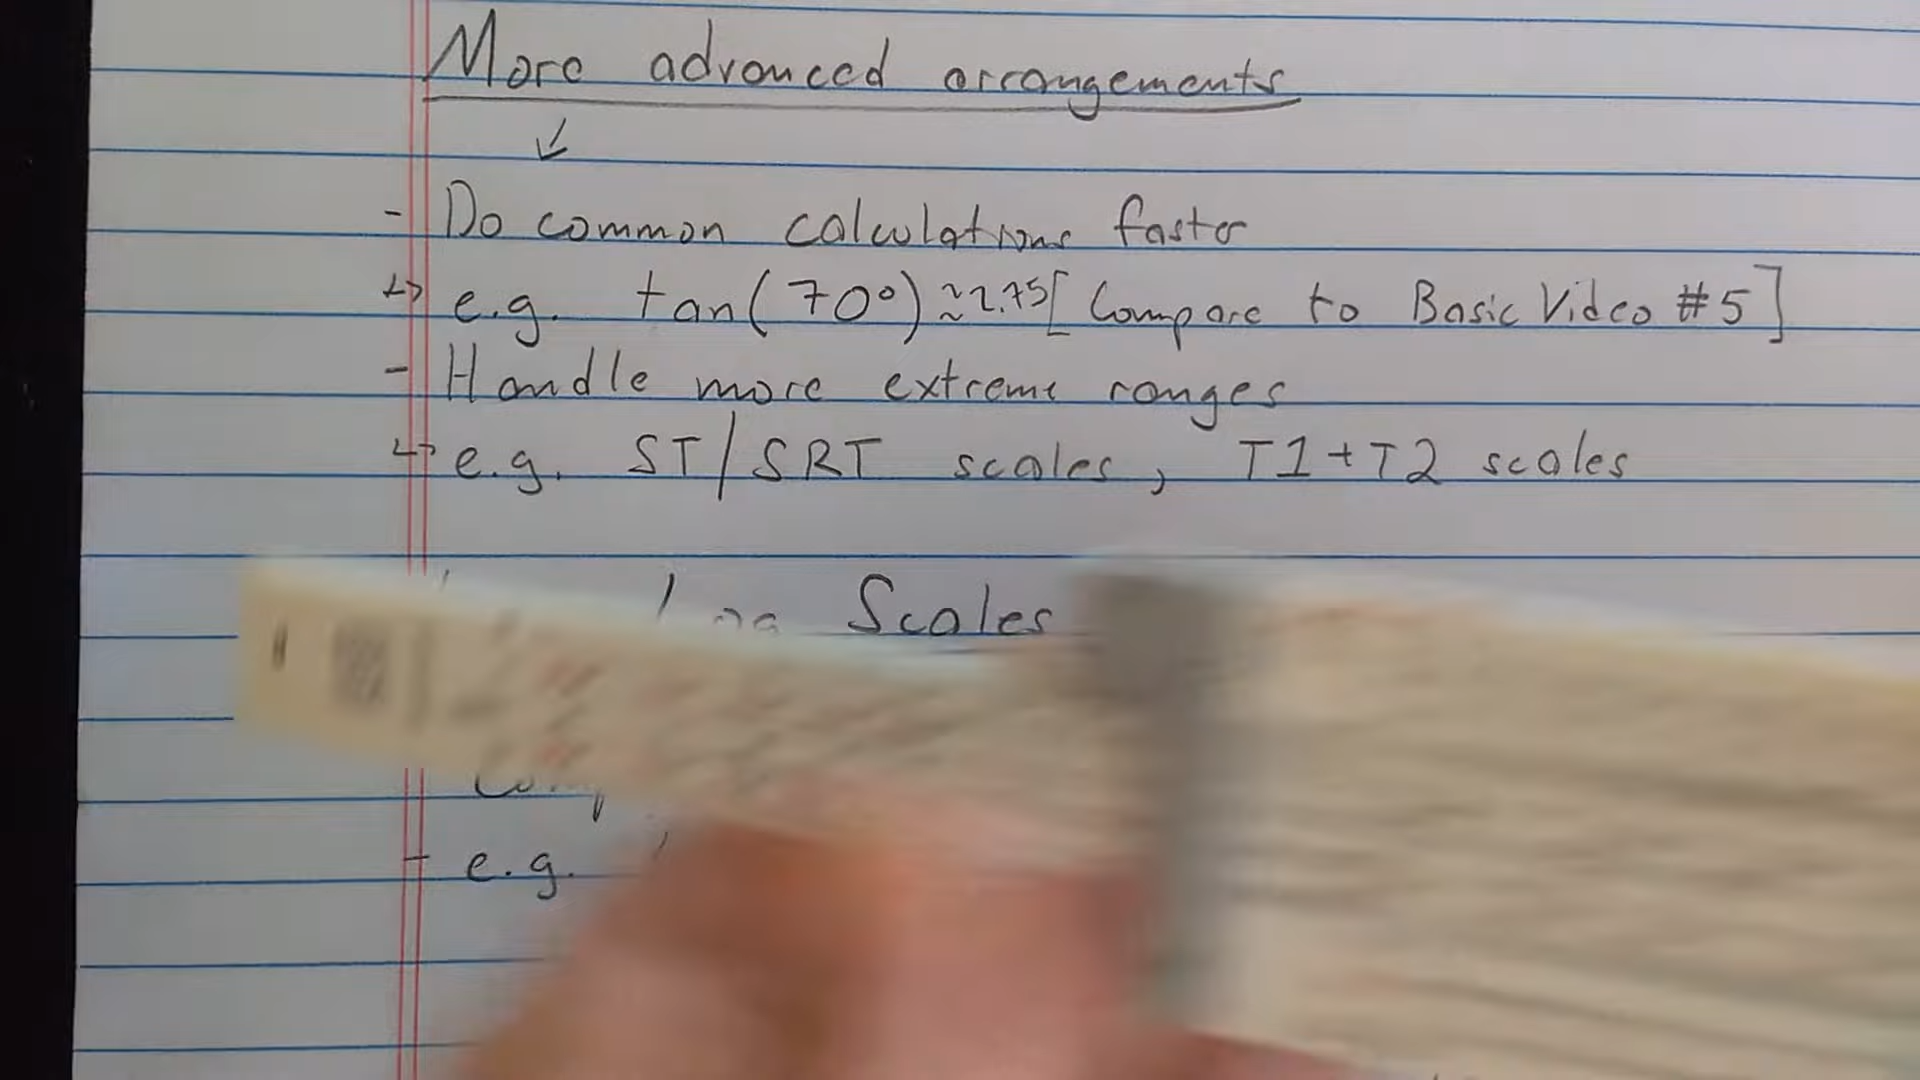 More advanced arrangements
- Do common calculations faster
↳ e.g. tan(70°) ≈ 2.75 [Compare to Basic Video #5]
- Handle more extreme ranges
↳ e.g. ST/SRT scales, T1+T2 scales
Scales
e.g.